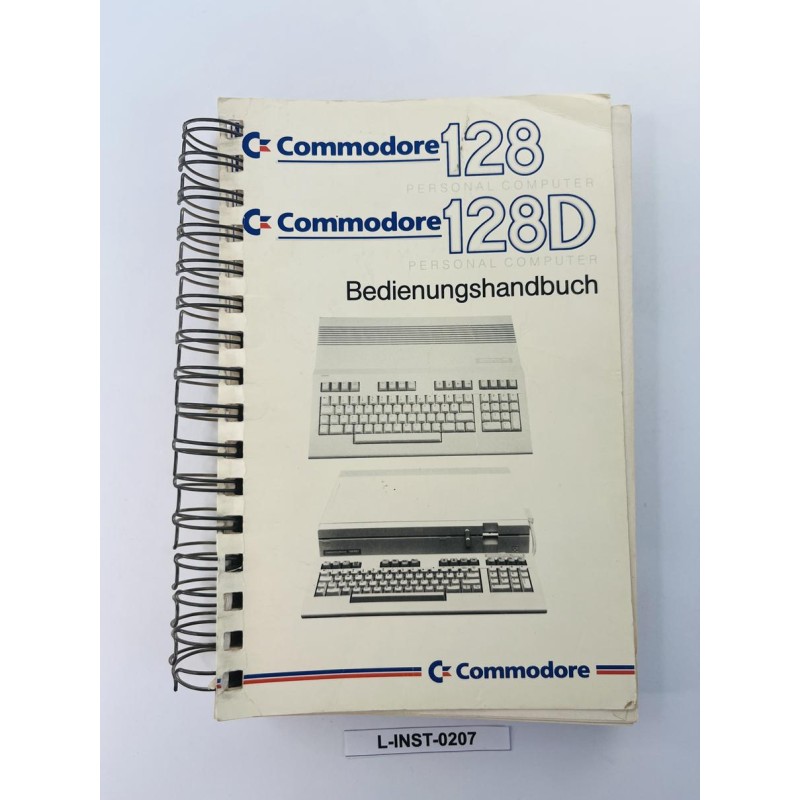 Commodore 128
PERSONAL COMPUTER
Commodore 128D
PERSONAL COMPUTER
Bedienungshandbuch
Commodore
L-INST-0207